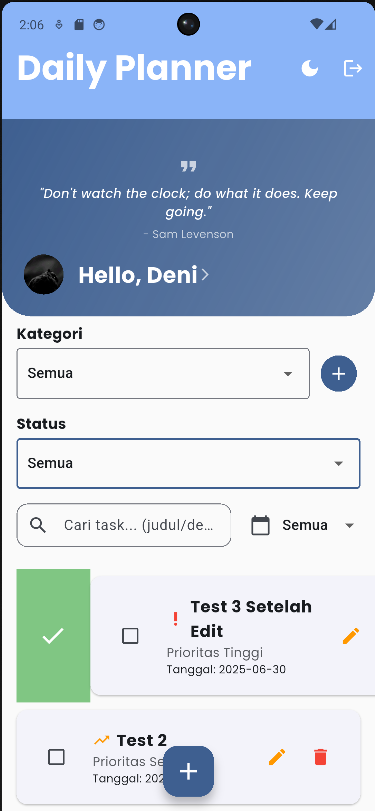 2:06
Daily Planner
"Don't watch the clock; do what it does. Keep
going."
- Sam Levenson
Hello, Deni
Kategori
Semua
Status
Semua
Cari task... (judul/de...
Semua
Test 3 Setelah
Edit
Prioritas Tinggi
Tanggal: 2025-06-30
Test 2
Prioritas Se
Tanggal: 202